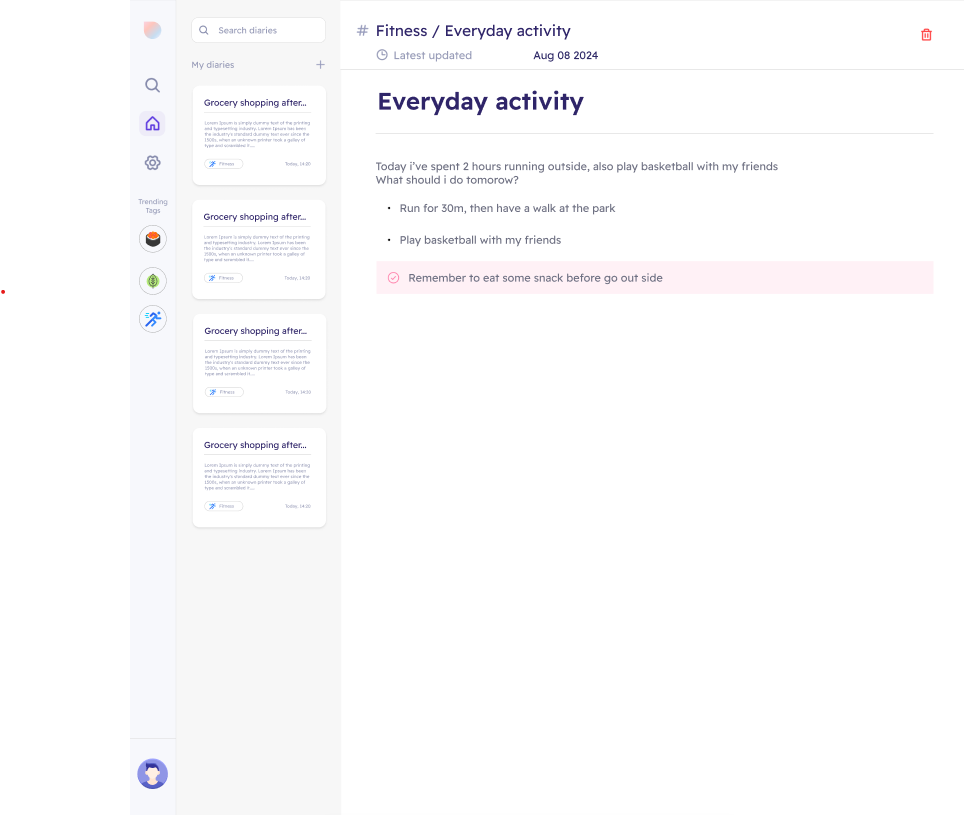 Trending
Tags
Search diaries
My diaries
Grocery shopping after...
Lorem Ipsum is simply dummy text of the printing
and typesetting industry. Lorem Ipsum has been
the industry's standard dummy text ever since the
1500s, when an unknown printer took a galley of
type and scrambled it...
Fitness
Today, 14:20
Grocery shopping after...
Lorem Ipsum is simply dummy text of the printing
and typesetting industry. Lorem Ipsum has been
the industry's standard dummy text ever since the
1500s, when an unknown printer took a galley of
type and scrambled it...
Fitness
Today, 14:20
Grocery shopping after...
Lorem Ipsum is simply dummy text of the printing
and typesetting industry. Lorem Ipsum has been
the industry's standard dummy text ever since the
1500s, when an unknown printer took a galley of
type and scrambled it...
Fitness
Today, 14:20
Grocery shopping after...
Lorem Ipsum is simply dummy text of the printing
and typesetting industry. Lorem Ipsum has been
the industry's standard dummy text ever since the
1500s, when an unknown printer took a galley of
type and scrambled it...
Fitness
Today, 14:20
# Fitness / Everyday activity
Latest updated Aug 08 2024
Everyday activity
Today i've spent 2 hours running outside, also play basketball with my friends
What should i do tomorow?
• Run for 30m, then have a walk at the park
• Play basketball with my friends
Remember to eat some snack before go out side